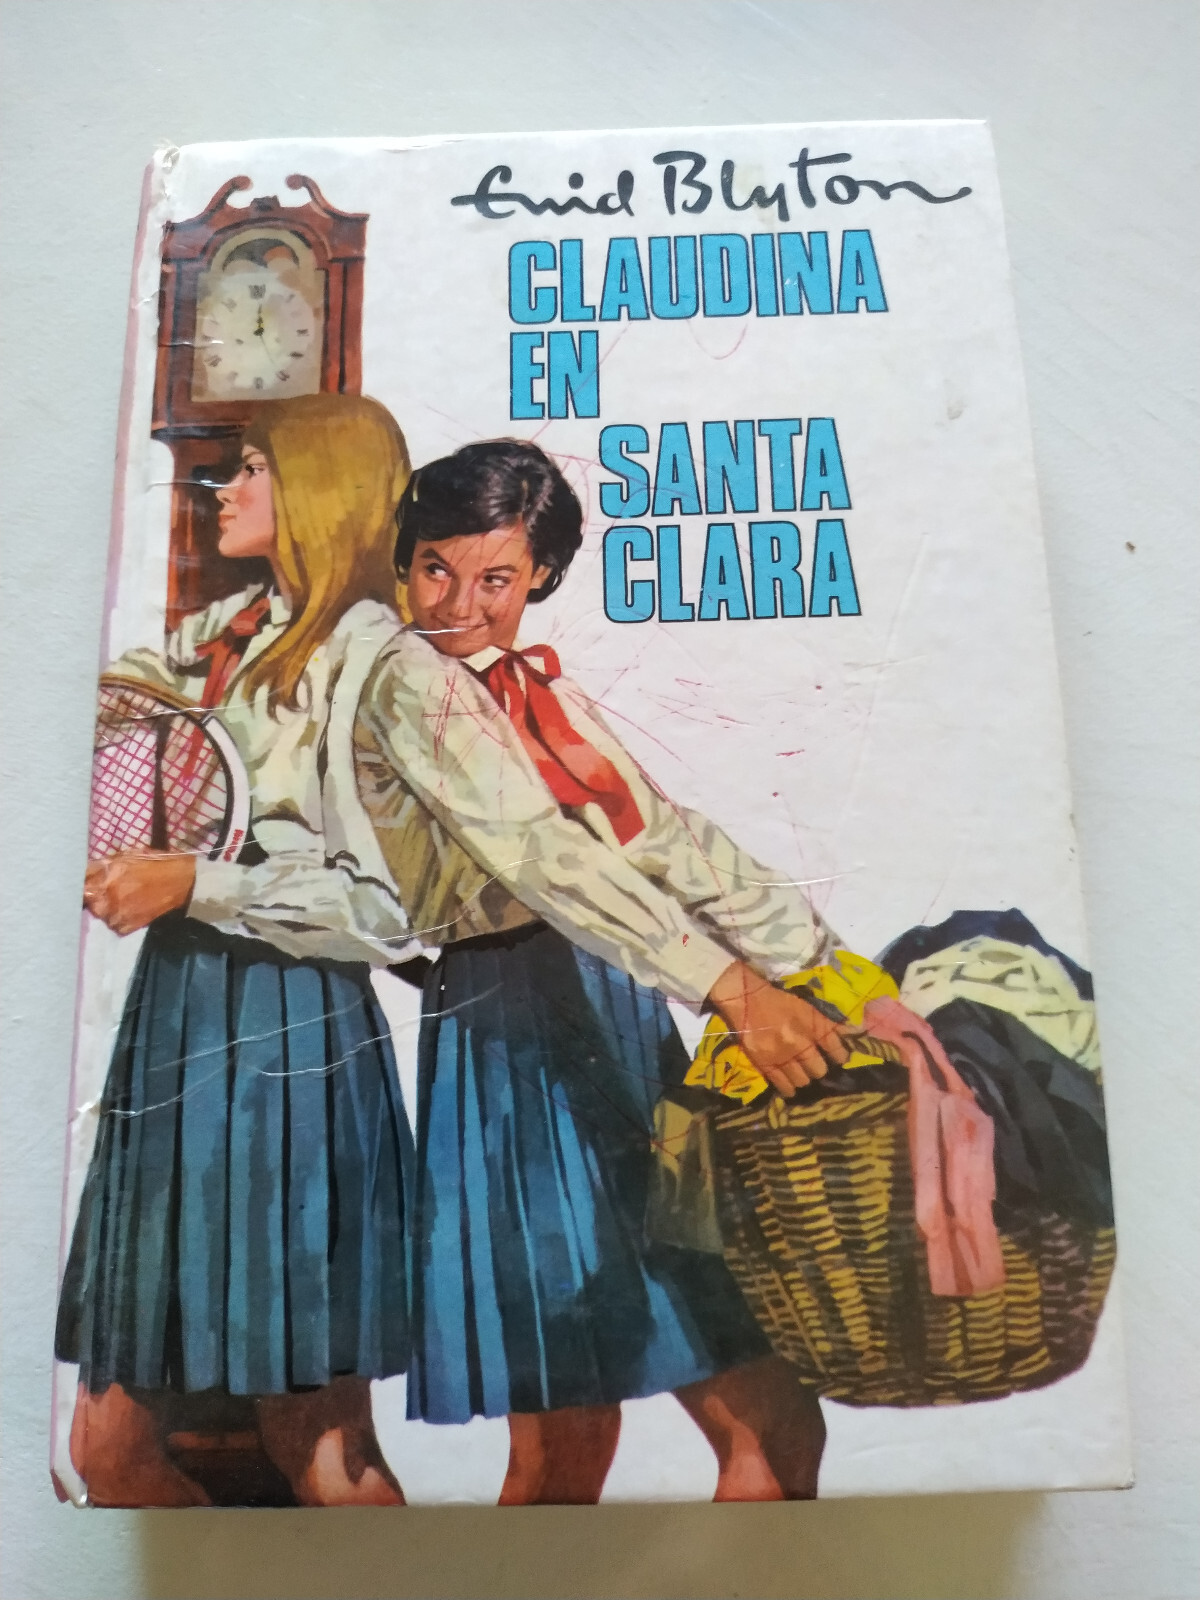 Enid Blyton
CLAUDINA
EN
SANTA
CLARA